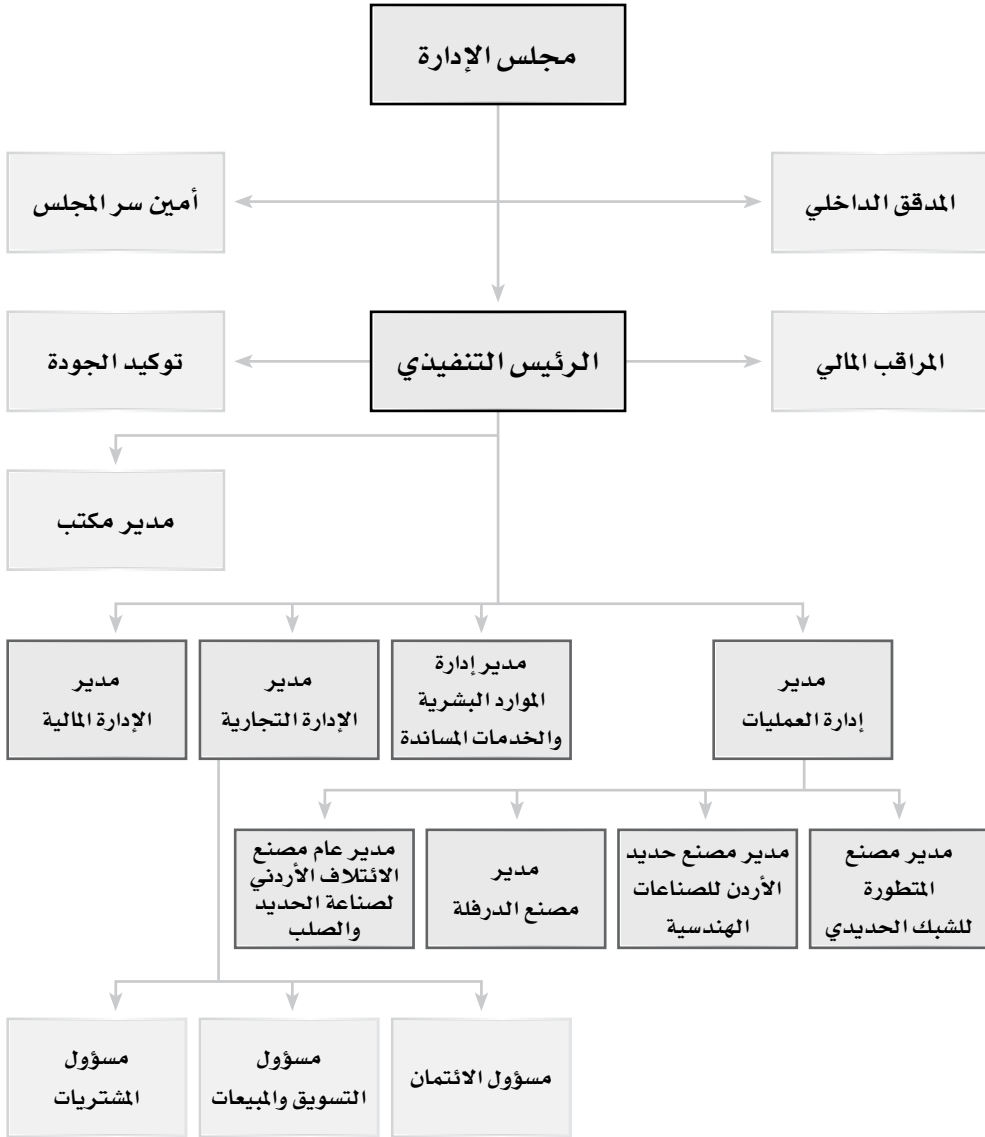 مجلس الإدارة
المدقق الداخلي
أمين سر المجلس
المراقب المالي
الرئيس التنفيذي
توكيد الجودة
مدير مكتب
مدير
إدارة العمليات
مدير إدارة
الموارد البشرية
والخدمات المساندة
مدير
الإدارة التجارية
مدير
الإدارة المالية
مدير مصنع
المتطورة
للشبك الحديدي
مدير مصنع حديد
الأردن للصناعات
الهندسية
مدير
مصنع الدرفلة
مدير عام مصنع
الائتلاف الأردني
لصناعة الحديد
والصلب
مسؤول الائتمان
مسؤول
التسويق والمبيعات
مسؤول
المشتريات